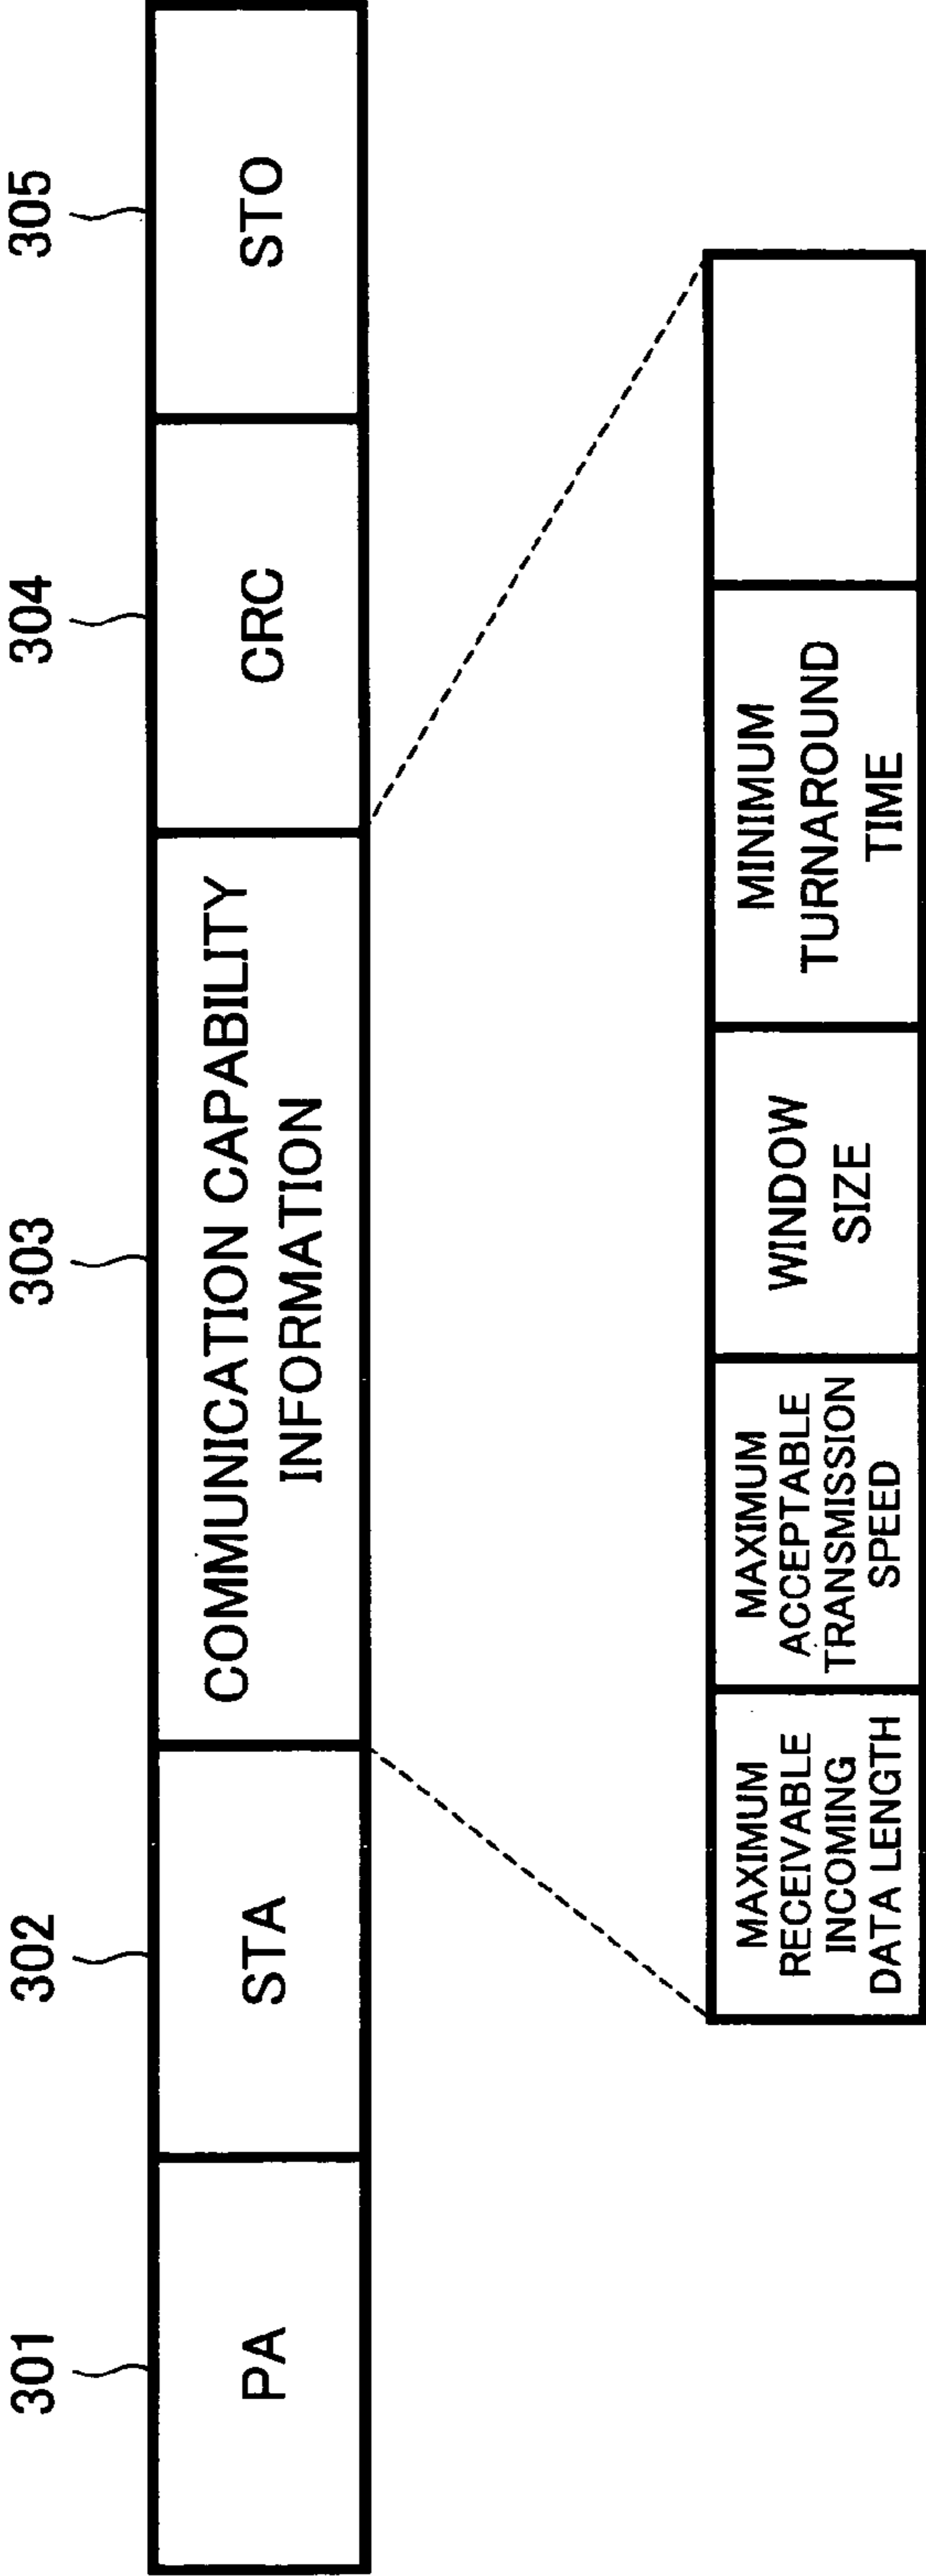 301
302
303
304
305
PA
STA
COMMUNICATION CAPABILITY
INFORMATION
CRC
STO
MAXIMUM
RECEIVABLE
INCOMING
DATA LENGTH
MAXIMUM
ACCEPTABLE
TRANSMISSION
SPEED
WINDOW
SIZE
MINIMUM
TURNAROUND
TIME